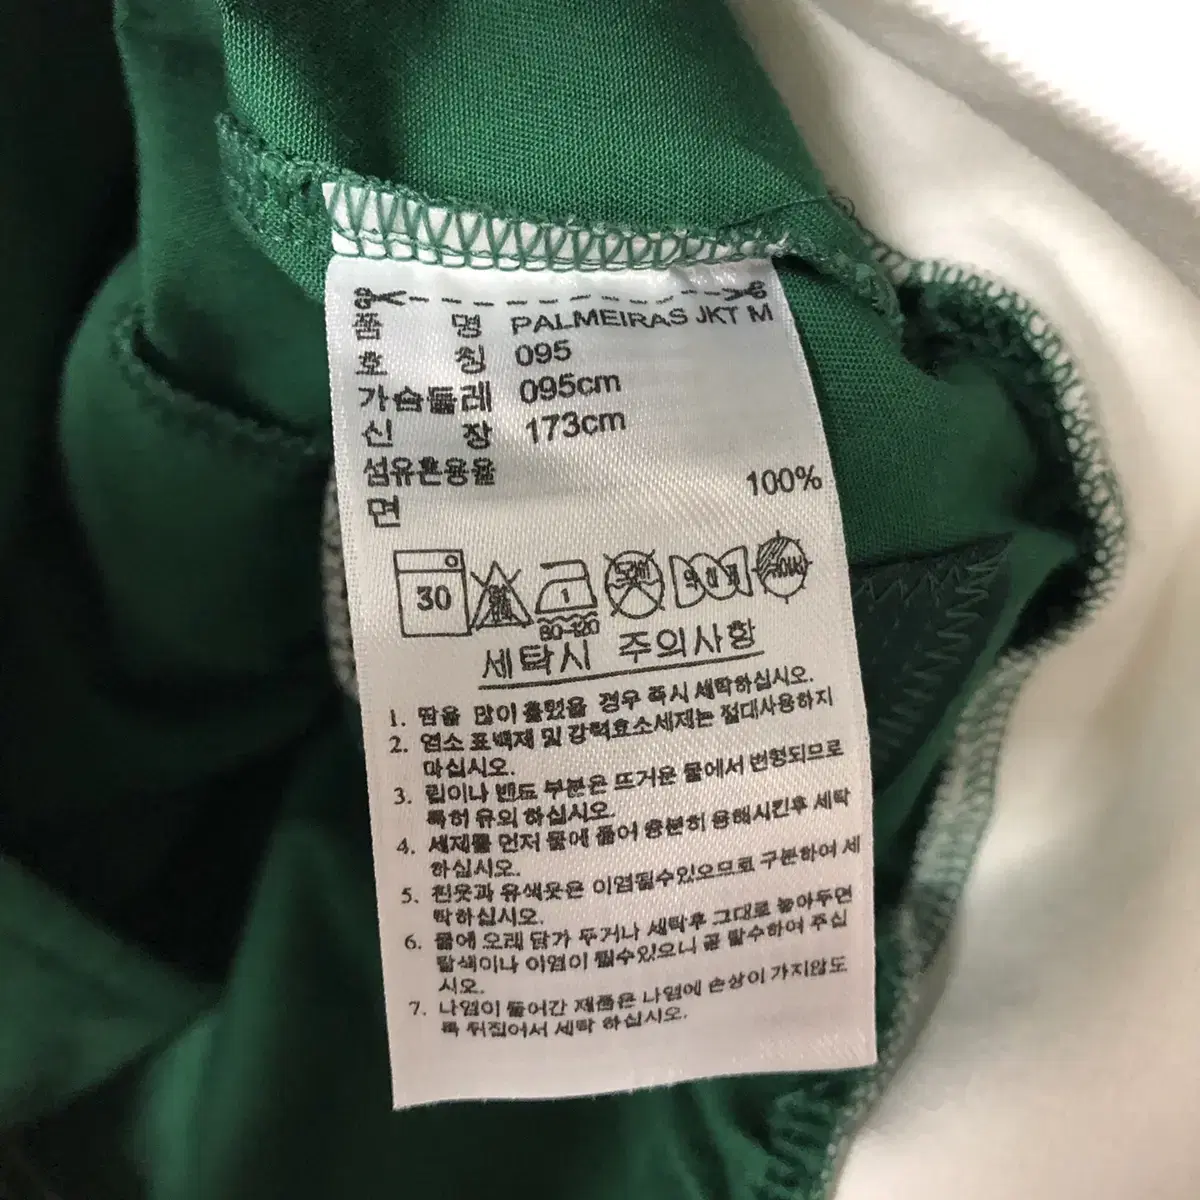 품 명 PALMEIRAS JKT M
호 칭 095
가슴둘레 095cm
신 장 173cm
섬유혼용율
면 100%
30
1
80-120
세탁시 주의사항
1. 땀을 많이 흘렸을 경우 즉시 세탁하십시오.
2. 염소 표백제 및 강력효소세제는 절대사용하지
마십시오.
3. 립이나 밴드 부분은 뜨거운 물에서 변형되므로
특히 유의 하십시오.
4. 세제를 먼저 물에 풀어 충분히 용해시킨후 세탁
하십시오.
5. 흰옷과 유색옷은 이염될수있으므로 구분하여 세
탁하십시오.
6. 물에 오래 담가 두거나 세탁후 그대로 놓아두면
탈색이나 이염이 될수있으니 곧 탈수하여 주십
시오.
7. 나염이 들어간 제품은 나염에 손상이 가지않도
록 뒤집어서 세탁 하십시오.